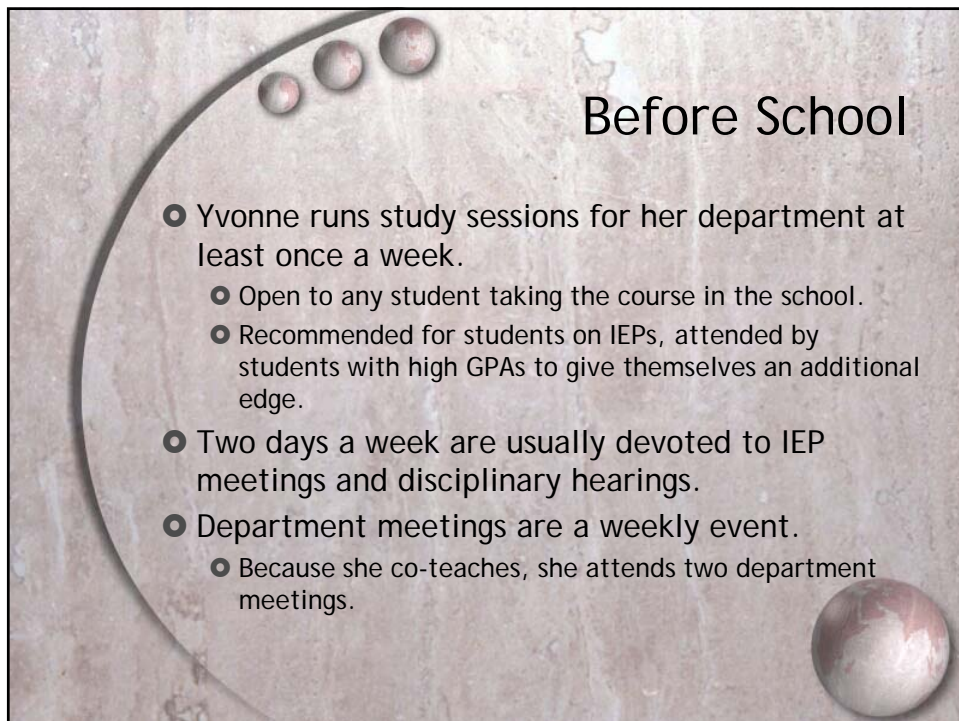 Before School
Yvonne runs study sessions for her department at
least once a week.
Open to any student taking the course in the school.
Recommended for students on IEPs, attended by
students with high GPAs to give themselves an additional
edge.
Two days a week are usually devoted to IEP
meetings and disciplinary hearings.
Department meetings are a weekly event.
Because she co-teaches, she attends two department
meetings.